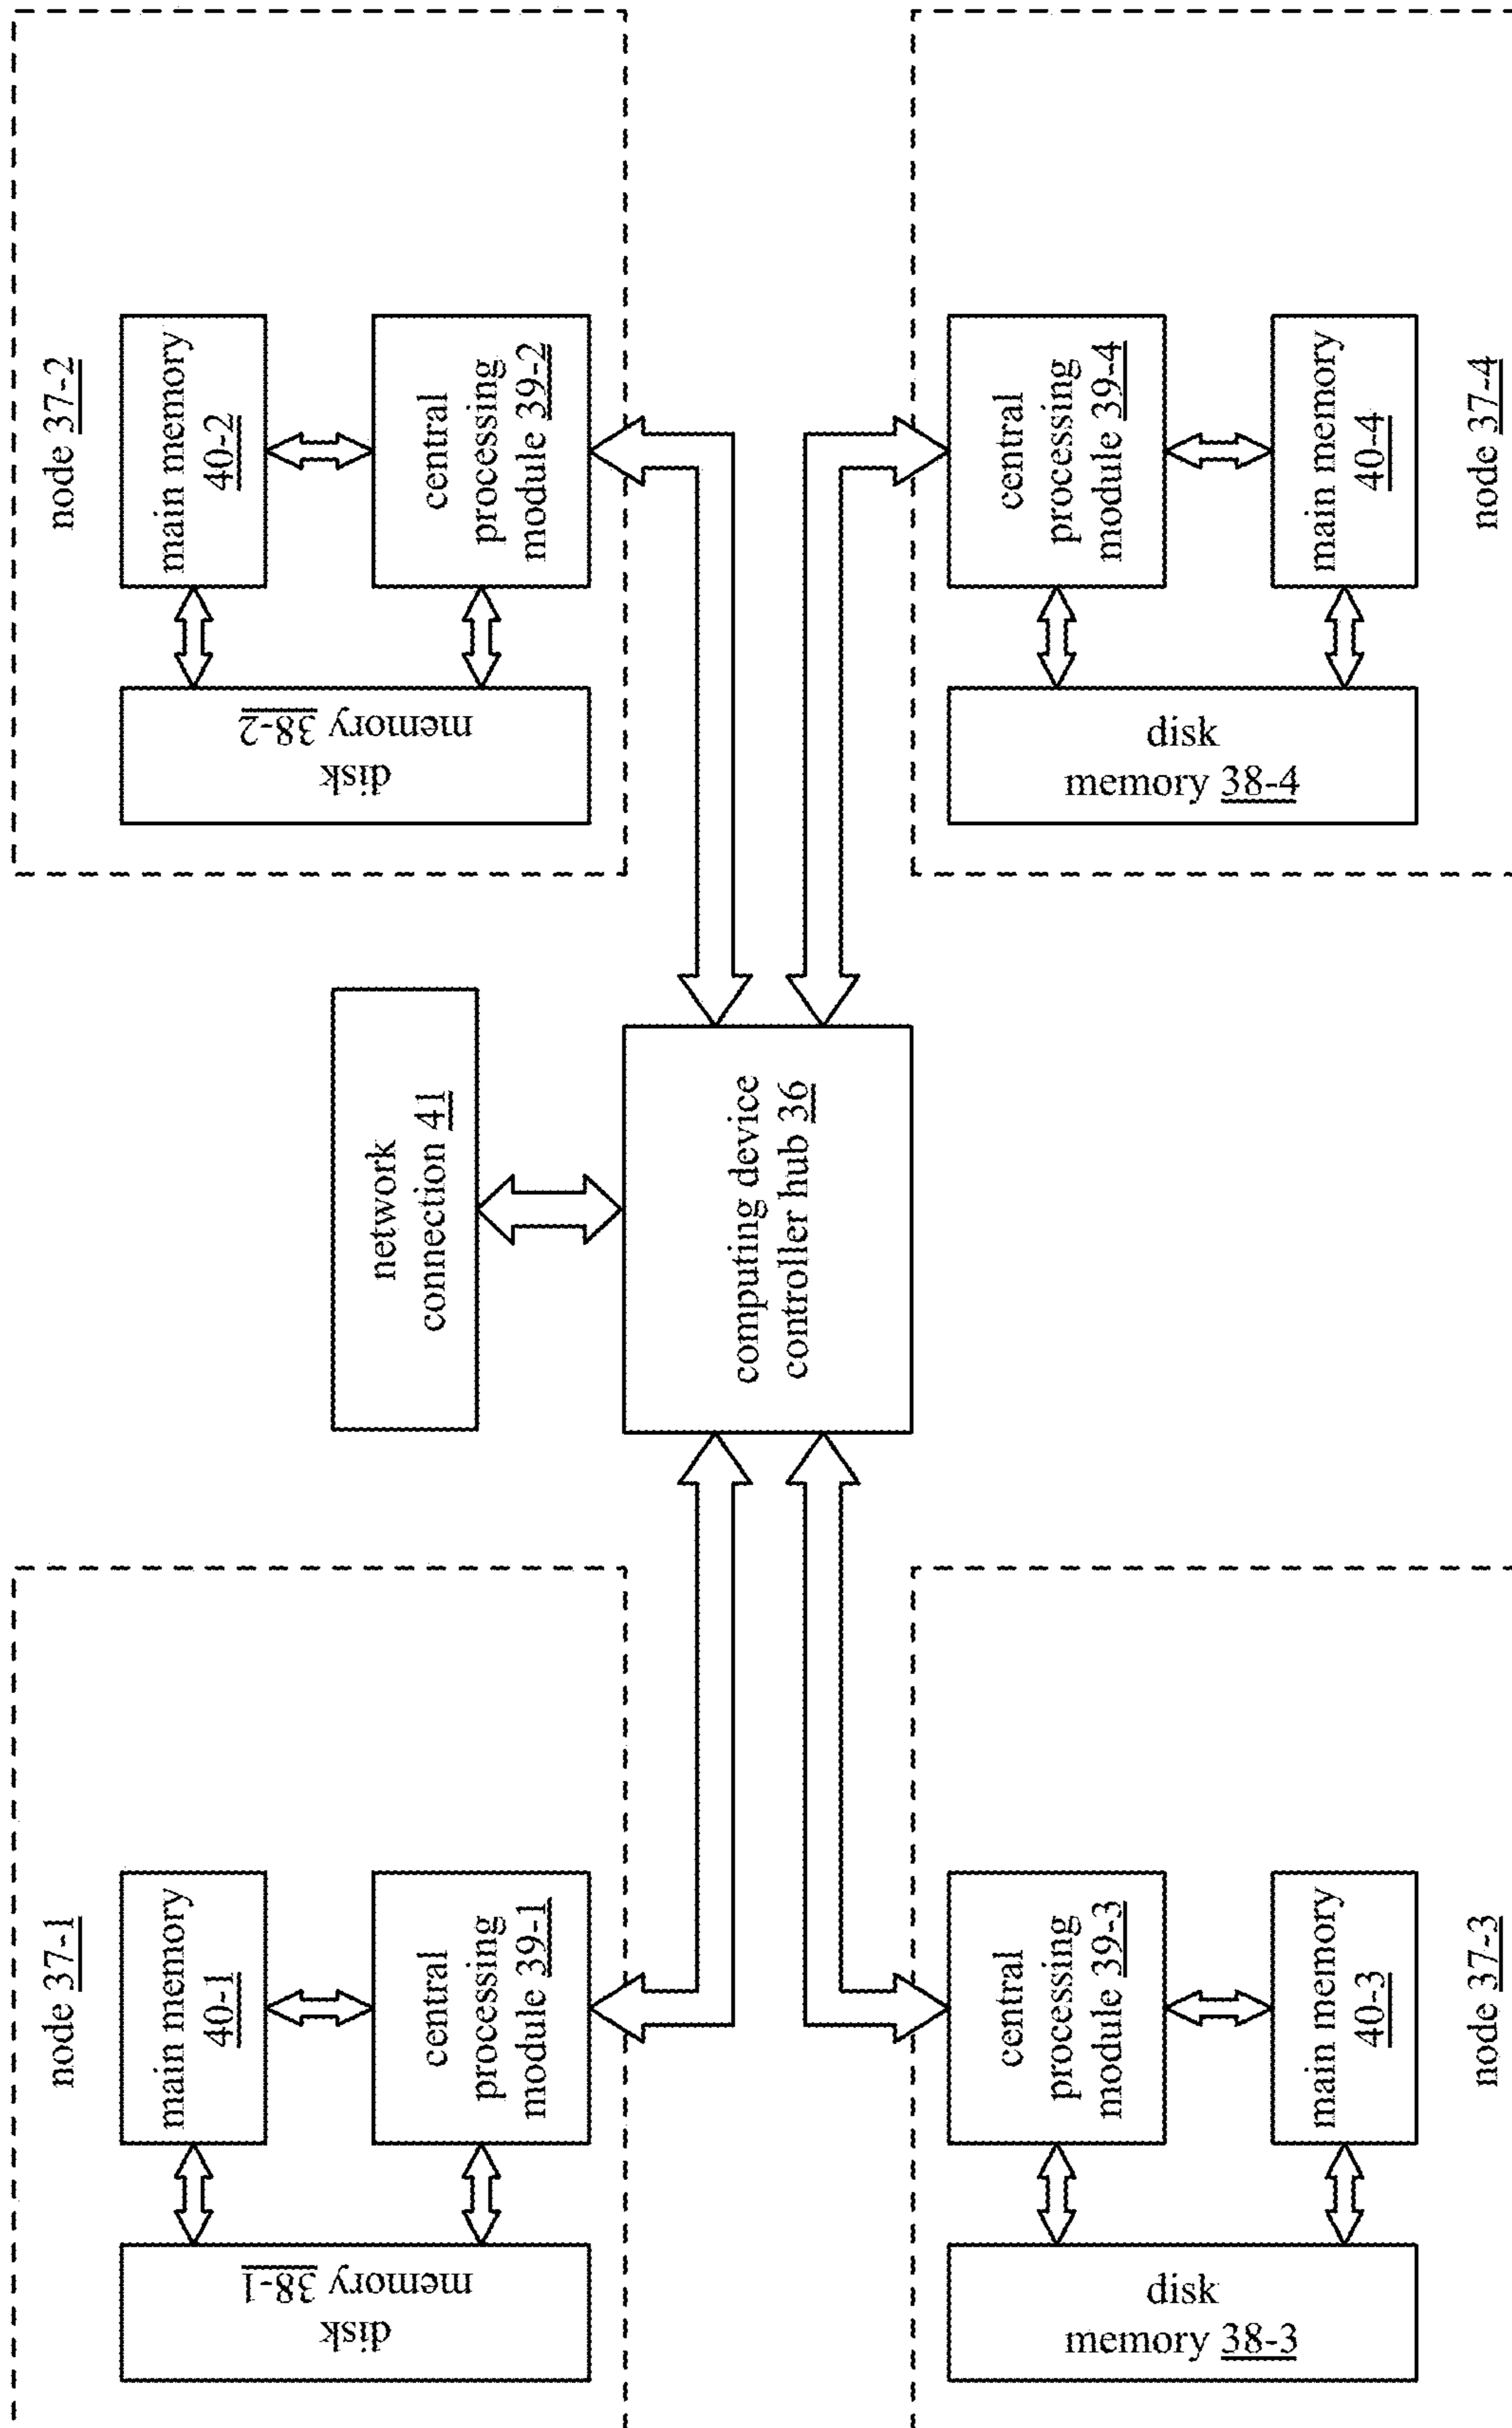 node 37-1
main memory
40-1
central
processing
module 39-1
disk
memory 38-1
node 37-2
main memory
40-2
central
processing
module 39-2
disk
memory 38-2
network
connection 41
computing device
controller hub 36
disk
memory 38-3
central
processing
module 39-3
main memory
40-3
node 37-3
disk
memory 38-4
central
processing
module 39-4
main memory
40-4
node 37-4